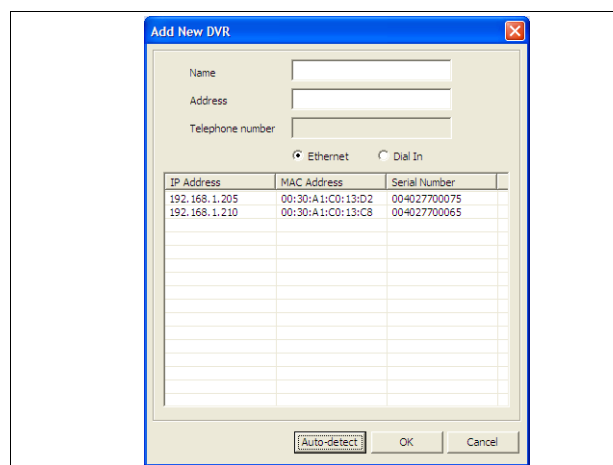 Add New DVR
Name
Address
Telephone number
Ethernet Dial In
IP Address MAC Address Serial Number
192.168.1.205 00:30:A1:C0:13:D2 004027700075
192.168.1.210 00:30:A1:C0:13:C8 004027700065
Auto-detect OK Cancel